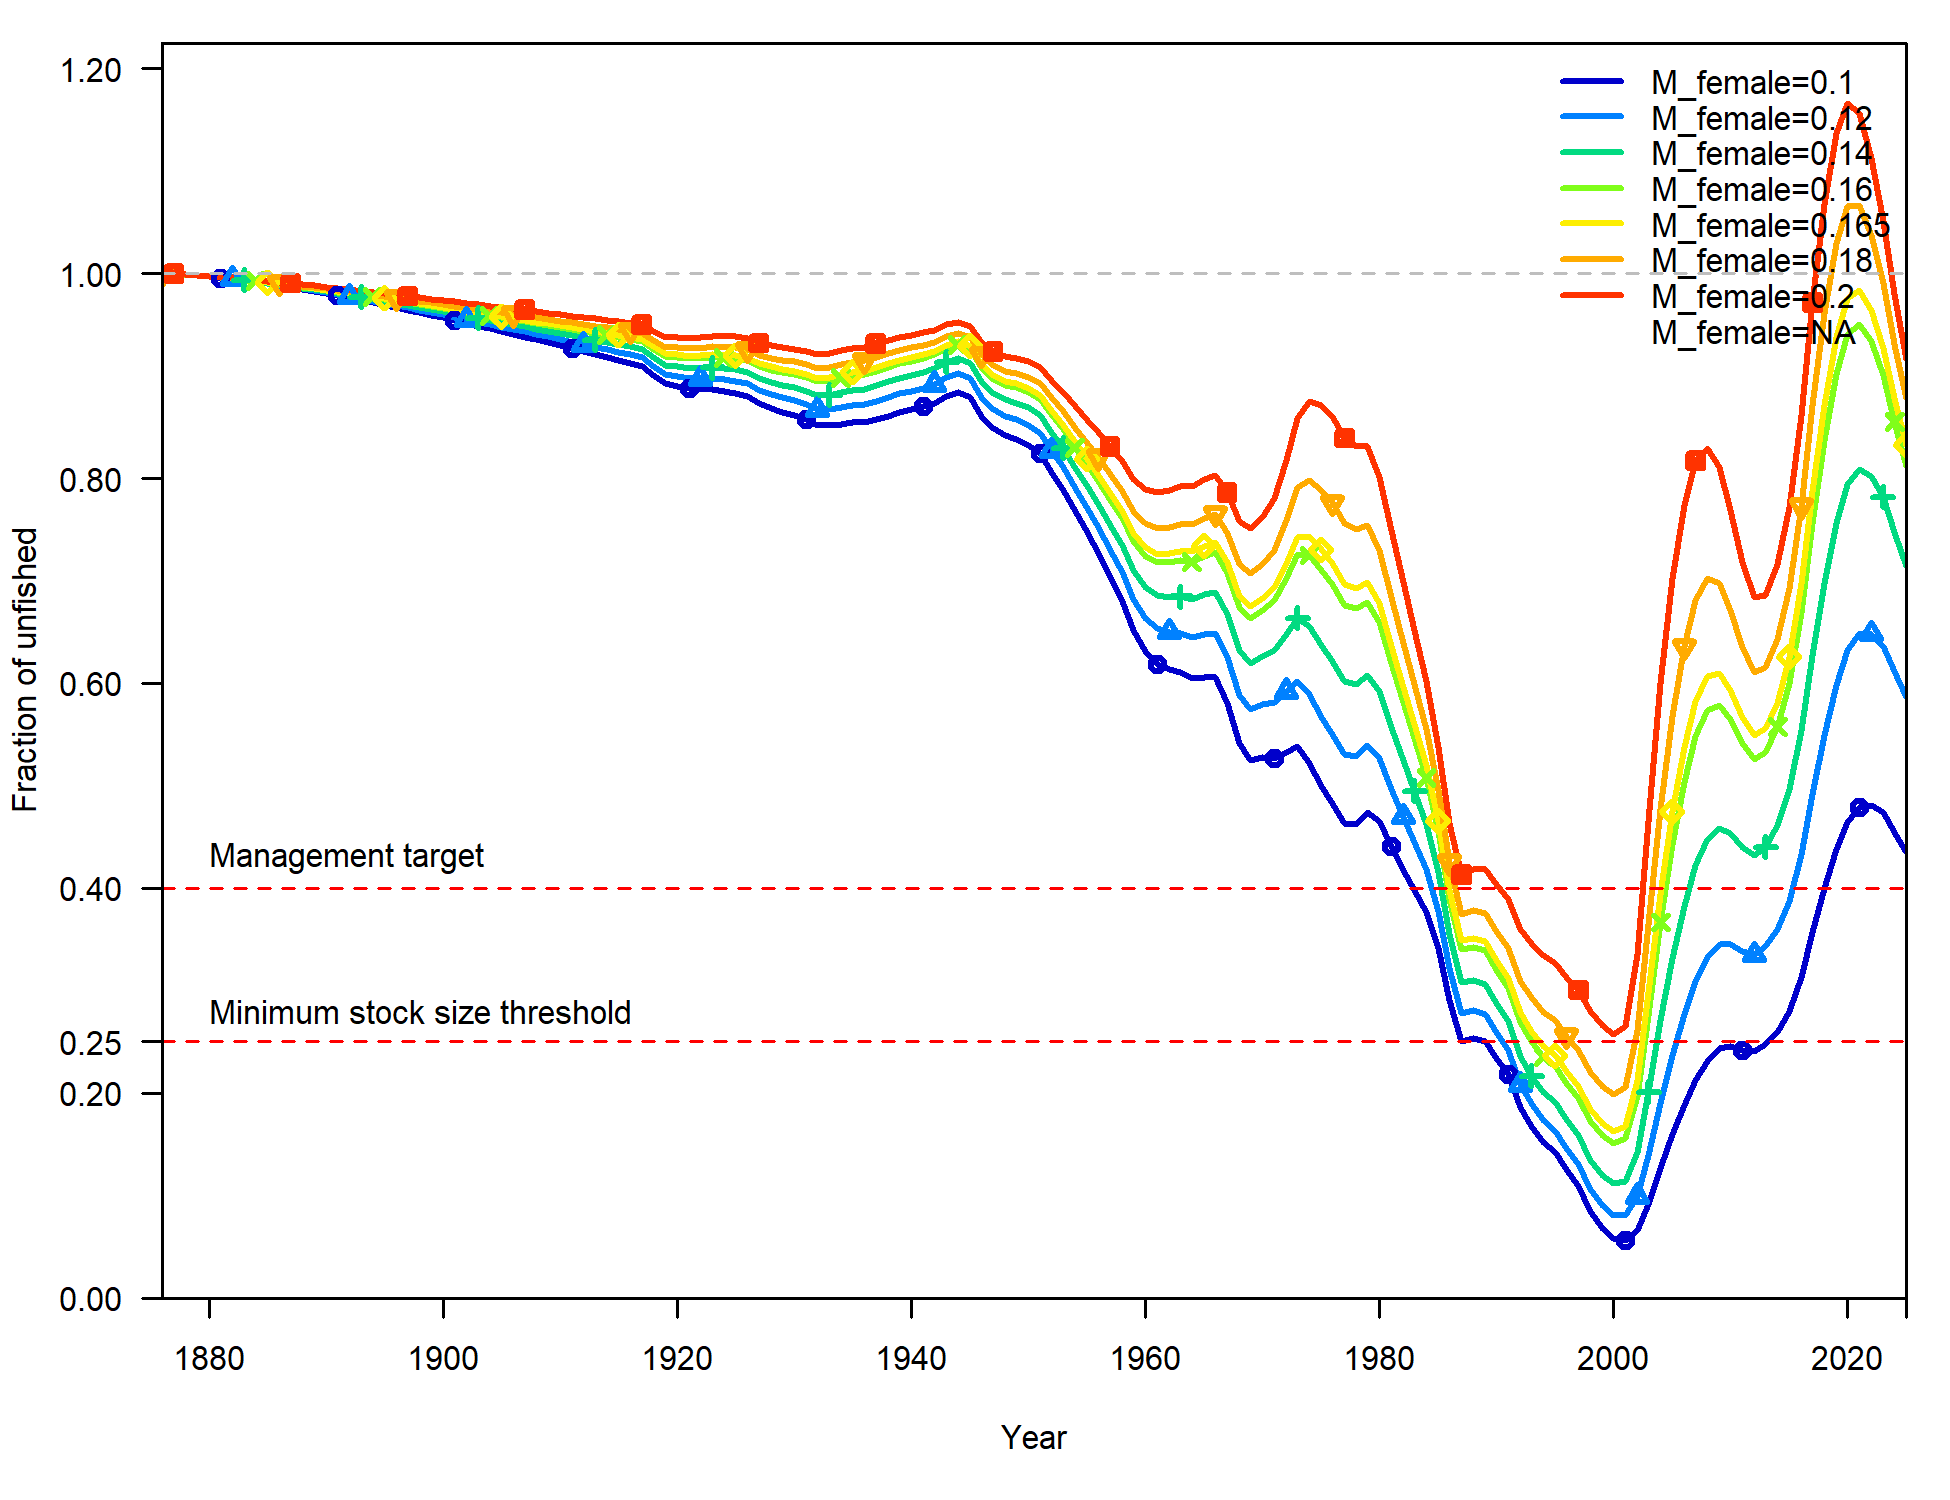 1.20
1.00
0.80
0.60
0.40
0.25
0.20
0.00
Fraction of unfished
M_female=0.1
M_female=0.12
M_female=0.14
M_female=0.16
M_female=0.165
M_female=0.18
M_female=0.2
M_female=NA
Management target
Minimum stock size threshold
1880 1900 1920 1940 1960 1980 2000 2020
Year